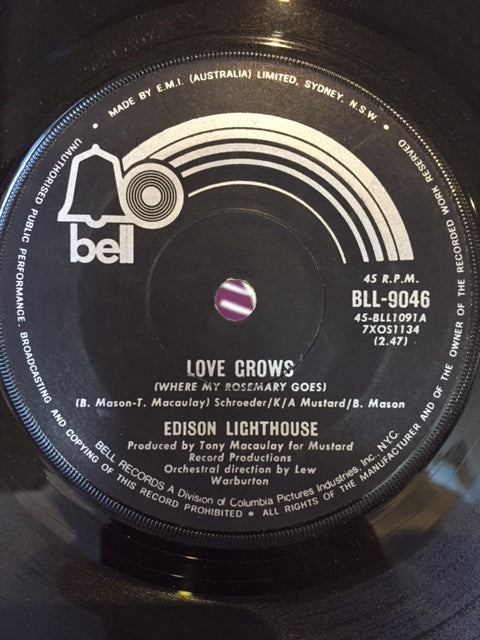 MADE BY E.M.I. (AUSTRALIA) LIMITED, SYDNEY, N.S.W. •
UNAUTHORISED PUBLIC PERFORMANCE, BROADCASTING AND COPYING OF THIS RECORD PROHIBITED • ALL RIGHTS OF THE MANUFACTURER AND OF THE OWNER OF THE RECORDED WORK RESERVED
bell
45 R.P.M.
BLL-9046
45-BLL1091A
7XOS1134
(2.47)
LOVE GROWS
(WHERE MY ROSEMARY GOES)
(B. Mason-T. Macaulay) Schroeder/K/A Mustard/B. Mason
EDISON LIGHTHOUSE
Produced by Tony Macaulay for Mustard
Record Productions
Orchestral direction by Lew
Warburton
BELL RECORDS A Division of Columbia Pictures Industries, Inc. N.Y.C.